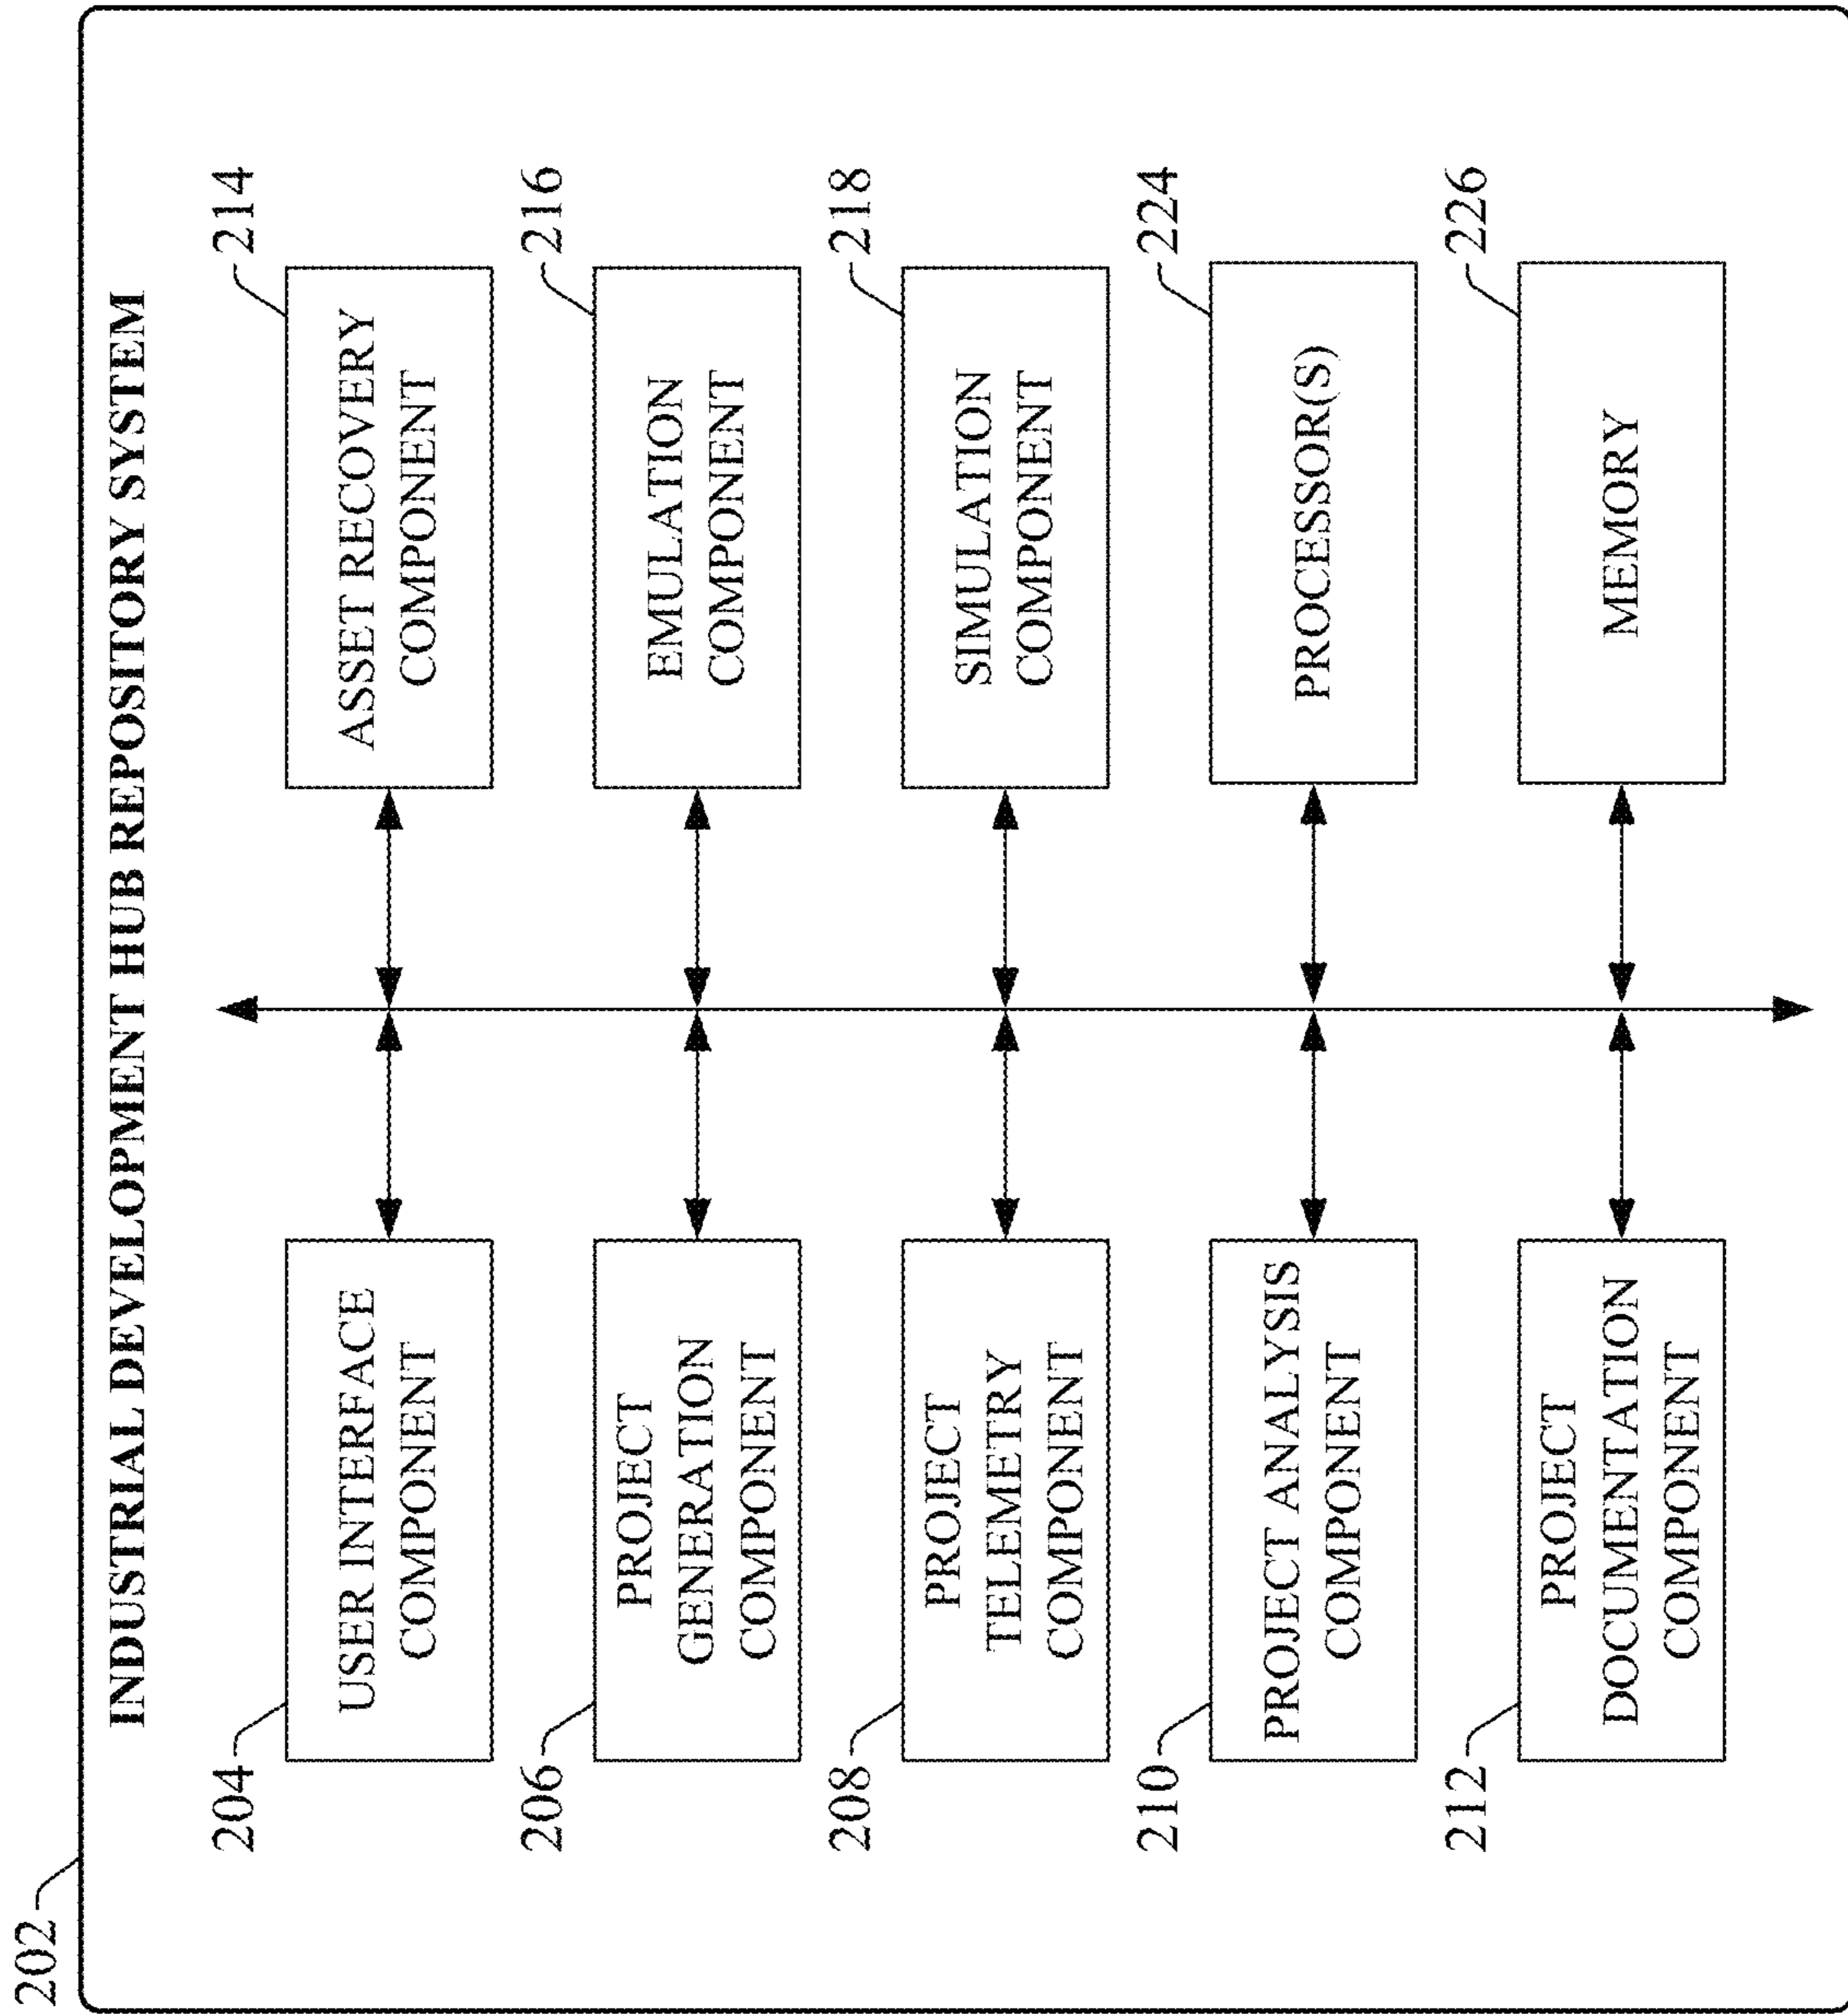 202
INDUSTRIAL DEVELOPMENT HUB REPOSITORY SYSTEM
204
USER INTERFACE
COMPONENT
206
PROJECT
GENERATION
COMPONENT
208
PROJECT
TELEMETRY
COMPONENT
210
PROJECT ANALYSIS
COMPONENT
212
PROJECT
DOCUMENTATION
COMPONENT
214
ASSET RECOVERY
COMPONENT
216
EMULATION
COMPONENT
218
SIMULATION
COMPONENT
224
PROCESSOR(S)
226
MEMORY